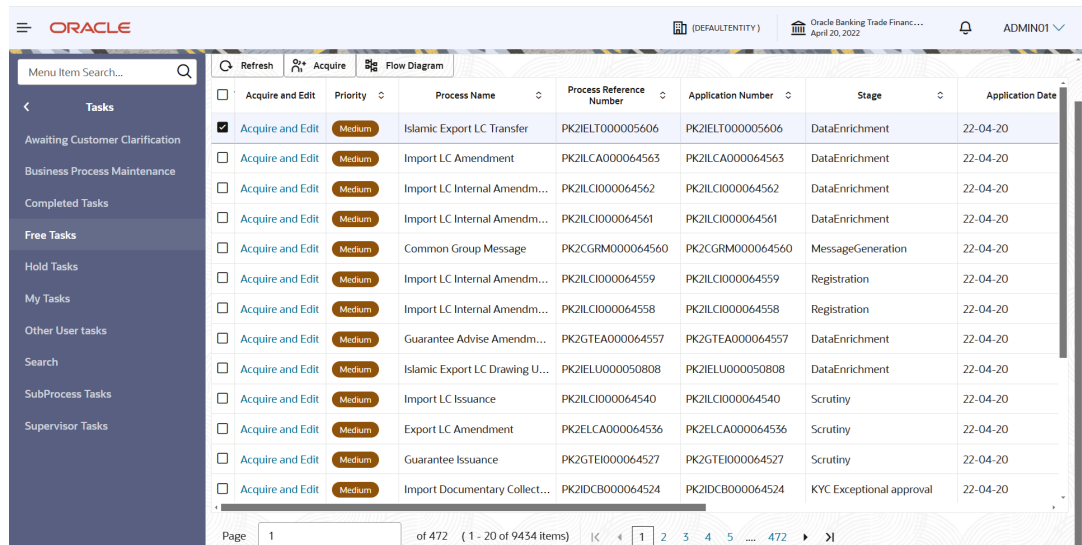 ORACLE
(DEFAULTENTITY)
Oracle Banking Trade Financ...
April 20, 2022
ADMIN01
Menu Item Search...
Tasks
Awaiting Customer Clarification
Business Process Maintenance
Completed Tasks
Free Tasks
Hold Tasks
My Tasks
Other User tasks
Search
SubProcess Tasks
Supervisor Tasks
Refresh Acquire Flow Diagram
Acquire and Edit Priority Process Name Process Reference Number Application Number Stage Application Date
Acquire and Edit Medium Islamic Export LC Transfer PK2IELT000005606 PK2IELT000005606 DataEnrichment 22-04-20
Acquire and Edit Medium Import LC Amendment PK2ILCA000064563 PK2ILCA000064563 DataEnrichment 22-04-20
Acquire and Edit Medium Import LC Internal Amendm... PK2ILCI000064562 PK2ILCI000064562 DataEnrichment 22-04-20
Acquire and Edit Medium Import LC Internal Amendm... PK2ILCI000064561 PK2ILCI000064561 DataEnrichment 22-04-20
Acquire and Edit Medium Common Group Message PK2CGRM000064560 PK2CGRM000064560 MessageGeneration 22-04-20
Acquire and Edit Medium Import LC Internal Amendm... PK2ILCI000064559 PK2ILCI000064559 Registration 22-04-20
Acquire and Edit Medium Import LC Internal Amendm... PK2ILCI000064558 PK2ILCI000064558 Registration 22-04-20
Acquire and Edit Medium Guarantee Advise Amendm... PK2GTEA000064557 PK2GTEA000064557 DataEnrichment 22-04-20
Acquire and Edit Medium Islamic Export LC Drawing U... PK2IELU000050808 PK2IELU000050808 DataEnrichment 22-04-20
Acquire and Edit Medium Import LC Issuance PK2ILCI000064540 PK2ILCI000064540 Scrutiny 22-04-20
Acquire and Edit Medium Export LC Amendment PK2ELCA000064536 PK2ELCA000064536 Scrutiny 22-04-20
Acquire and Edit Medium Guarantee Issuance PK2GTEI000064527 PK2GTEI000064527 Scrutiny 22-04-20
Acquire and Edit Medium Import Documentary Collect... PK2IDCB000064524 PK2IDCB000064524 KYC Exceptional approval 22-04-20
Page 1 of 472 (1 - 20 of 9434 items) 1 2 3 4 5 .... 472